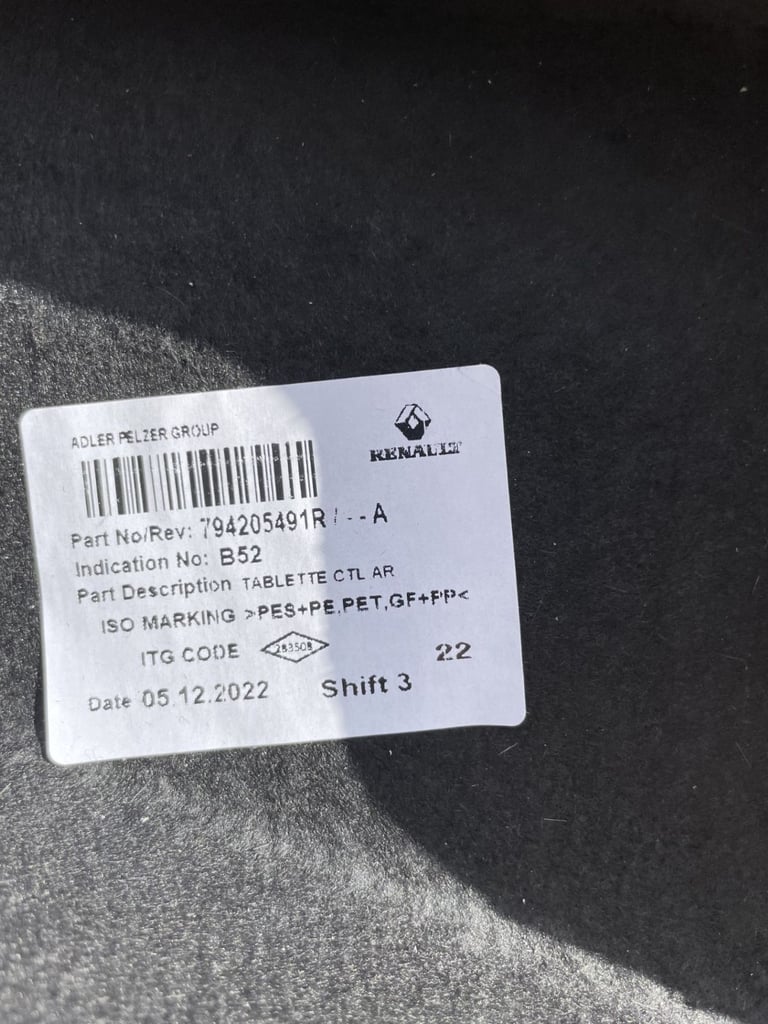 ADLER PELZER GROUP
RENAULT
Part No/Rev: 794205491R / -- A
Indication No: B52
Part Description TABLETTE CTL AR
ISO MARKING >PES+PE,PET,GF+PP<
ITG CODE 283508 22
Date 05.12.2022 Shift 3